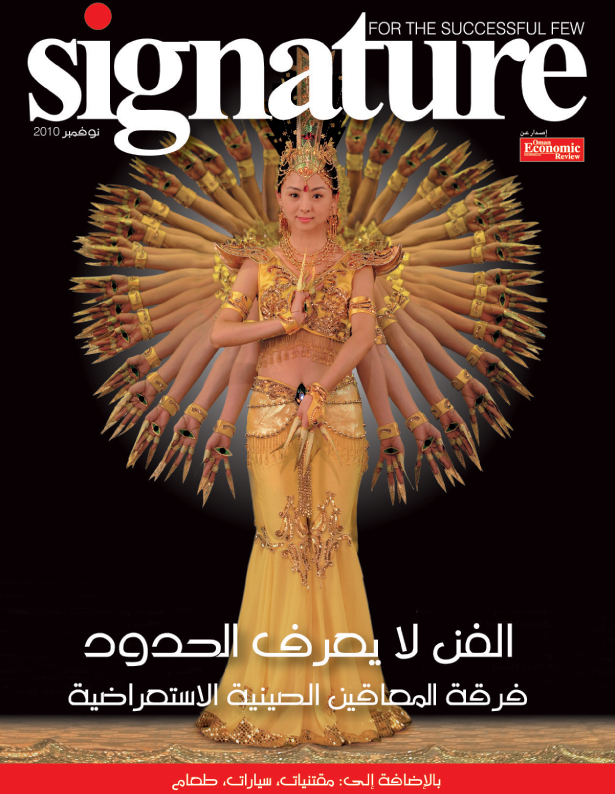 FOR THE SUCCESSFUL FEW
signature
نوفمبر 2010
إصدار عن
Oman
Economic
Review
الفن لا يعرف الحدود
فرقة المعاقين الصينية الاستعراضية
بالإضافة إلى: مقتنيات، سيارات، طعام